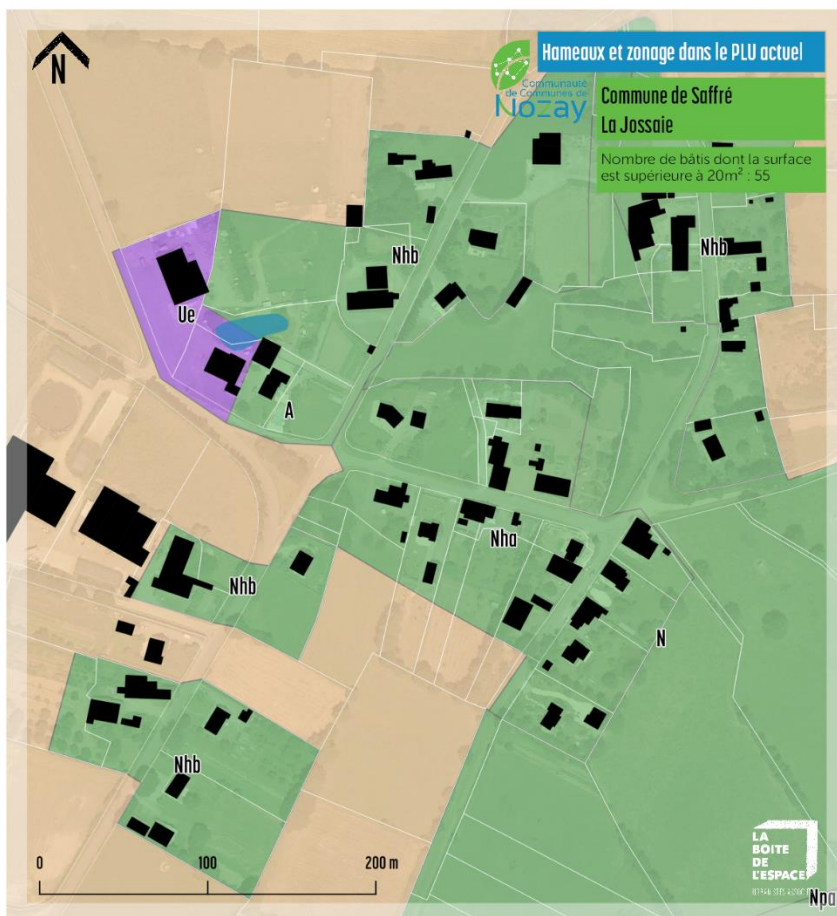 N
Hameaux et zonage dans le PLU actuel
Communauté
de Communes de
Nozay
Commune de Saffré
La Jossaie
Nombre de bâtis dont la surface
est supérieure à 20m² : 55
Nhb
Nhb
Ue
A
Nha
Nhb
N
Nhb
0 100 200 m
LA
BOITE
DE
L'ESPACE
Npa